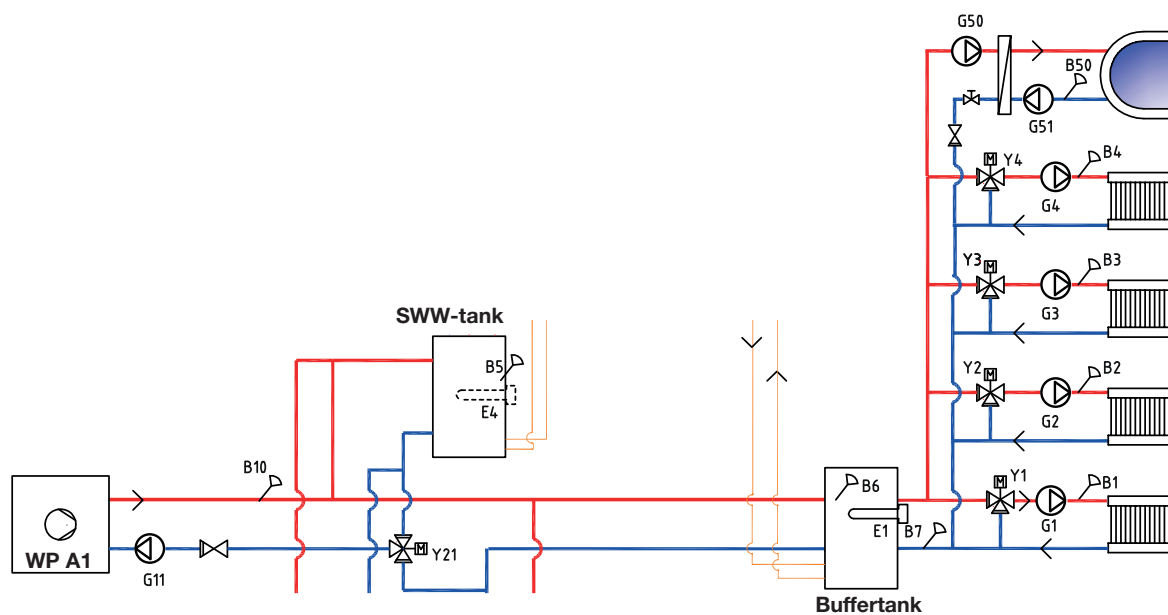 G50
B50
G51
Y4
B4
G4
Y3
B3
G3
SWW-tank
B5
E4
Y2
B2
G2
B10
B6
Y1
B1
E1
B7
G1
WP A1
G11
M
Y21
M
M
M
M
Buffertank